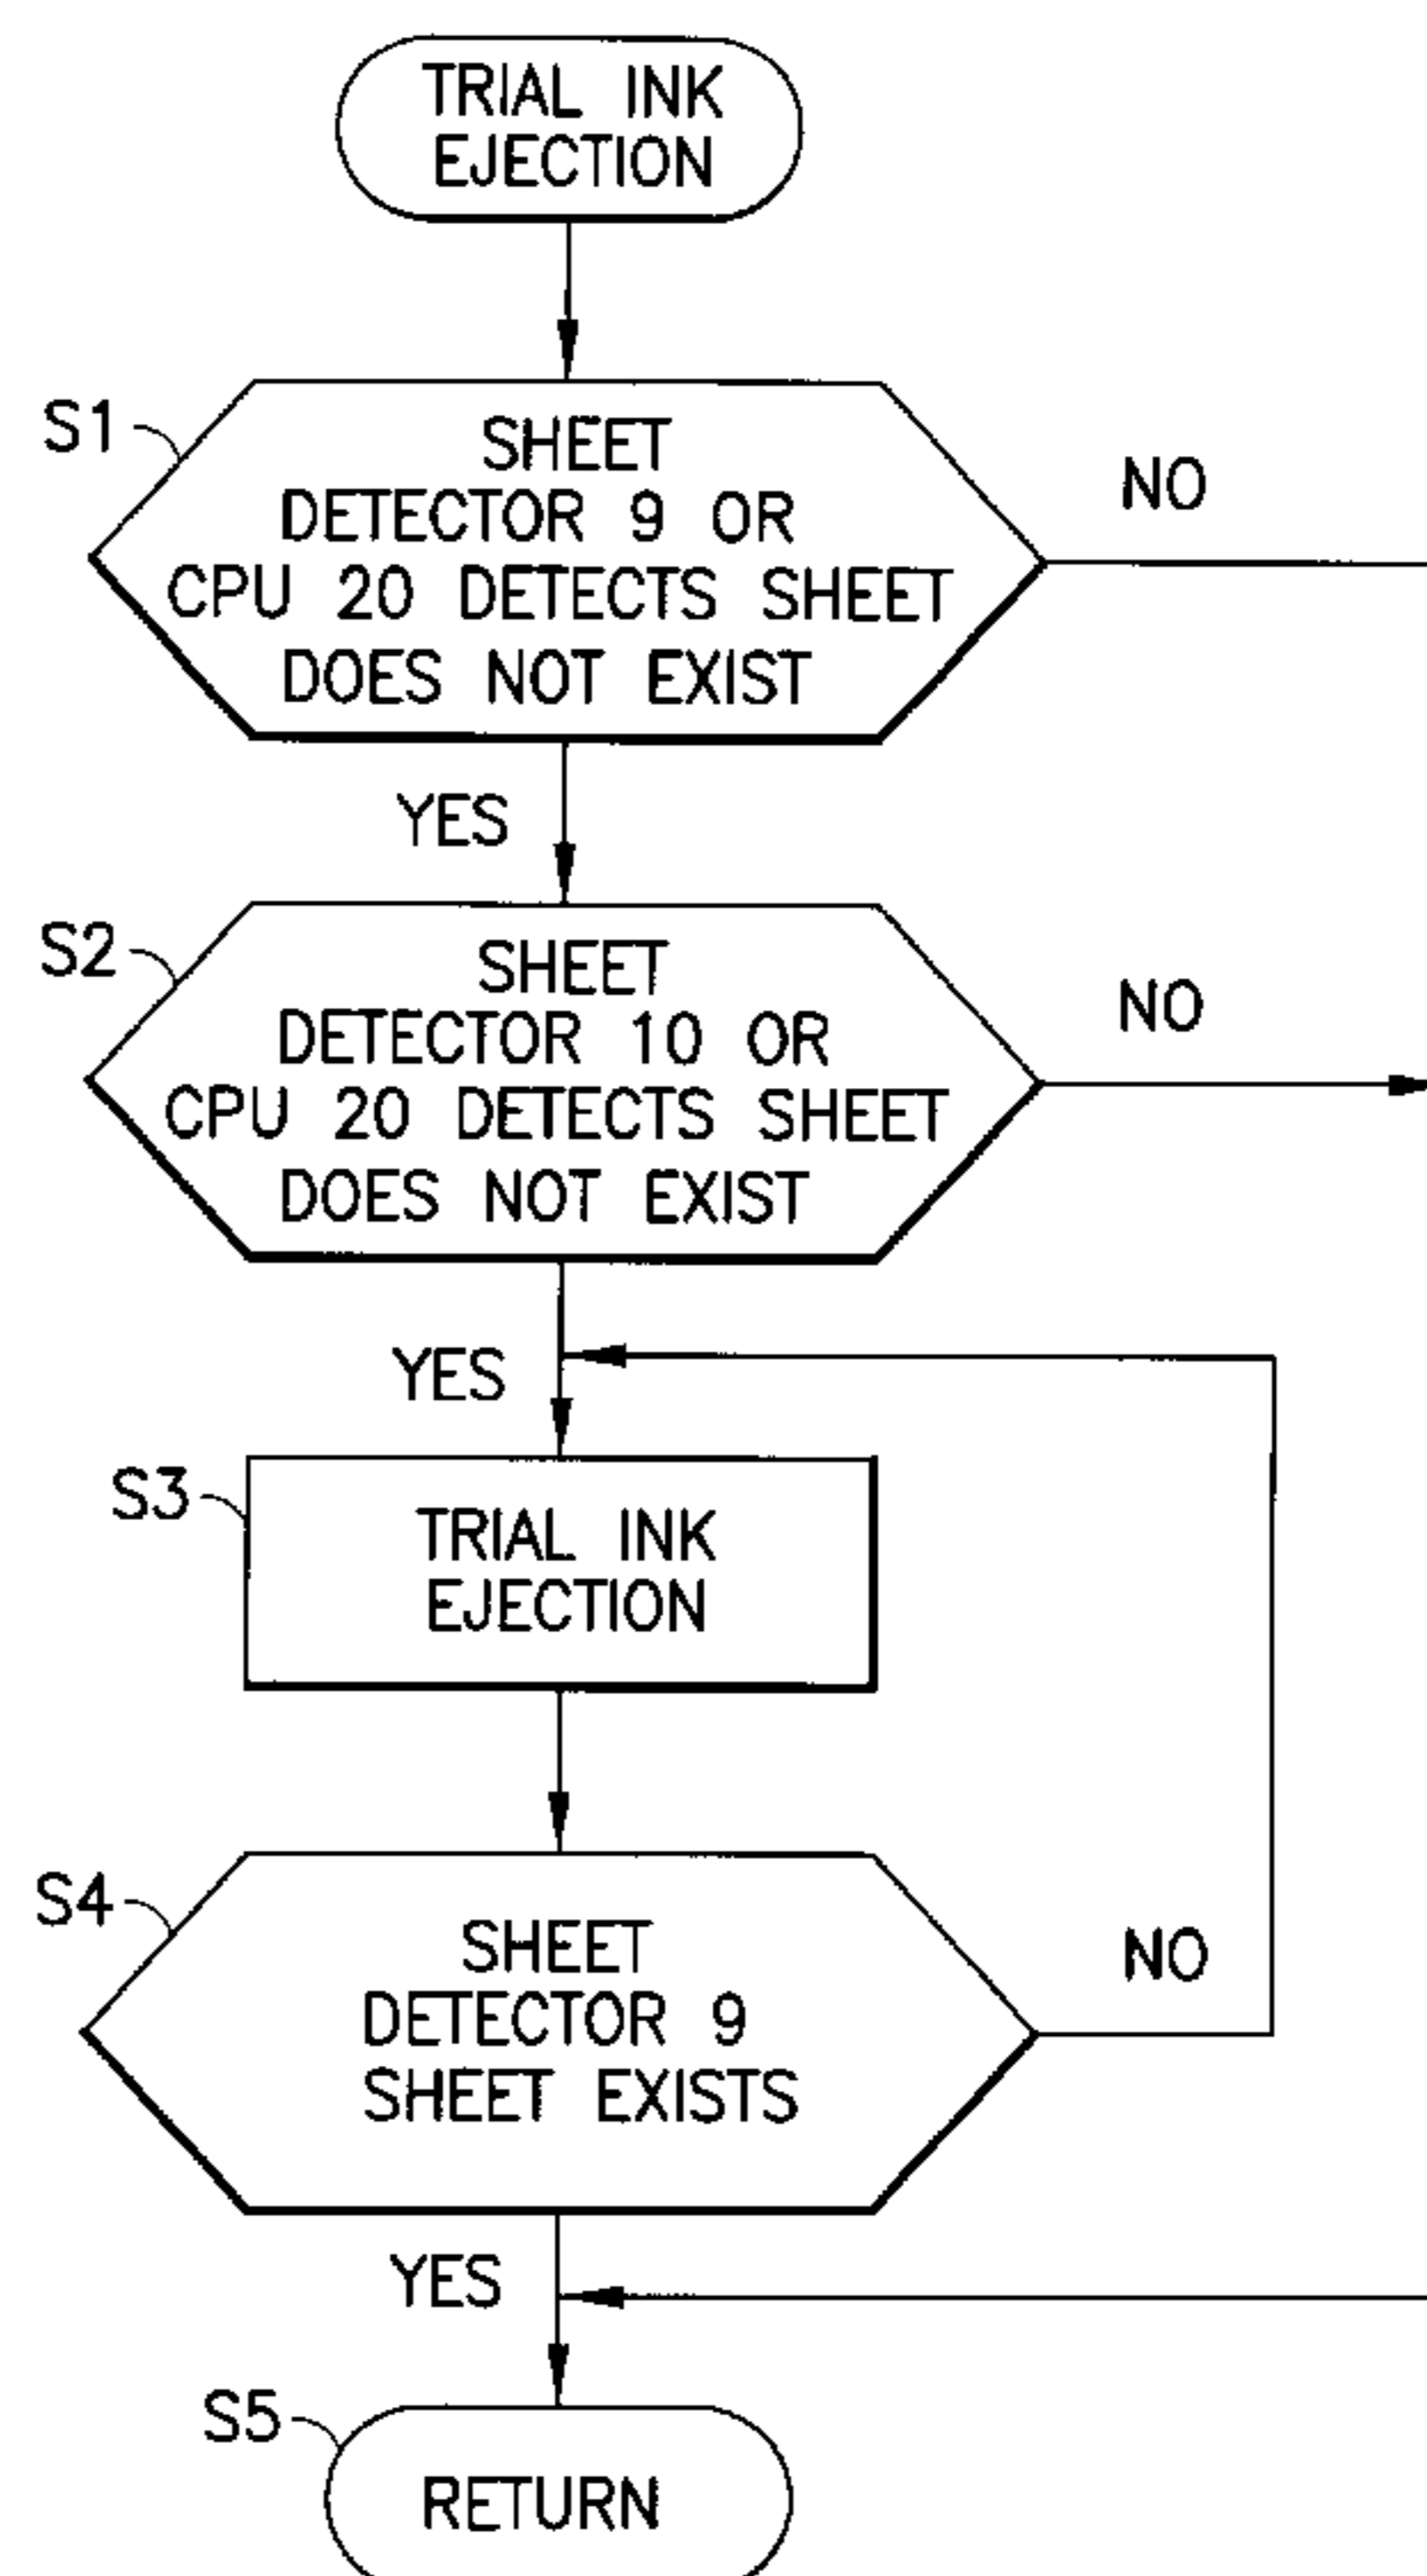 TRIAL INK
EJECTION
S1
SHEET
DETECTOR 9 OR
CPU 20 DETECTS SHEET
DOES NOT EXIST
NO
YES
S2
SHEET
DETECTOR 10 OR
CPU 20 DETECTS SHEET
DOES NOT EXIST
NO
YES
S3
TRIAL INK
EJECTION
S4
SHEET
DETECTOR 9
SHEET EXISTS
NO
YES
S5
RETURN